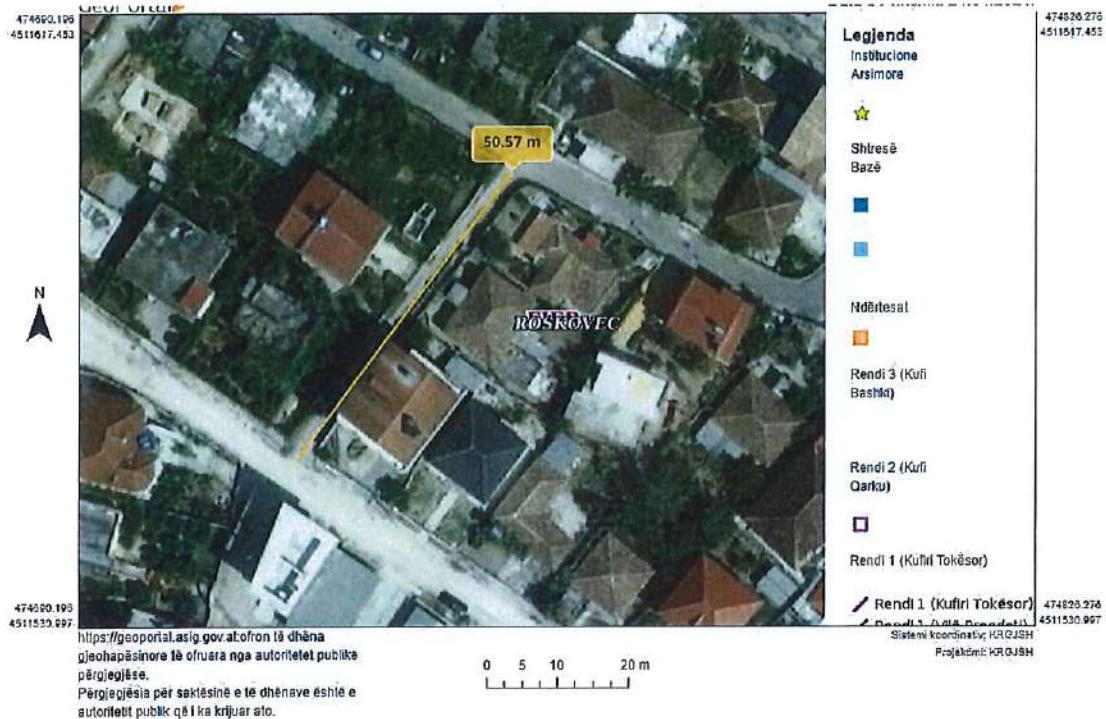 GeoPortal
474690.196
4511617.453
474826.276
4511617.453
50.57 m
ROSKOVEC
N
Legjenda
Institucione
Arsimore
Shtresë
Bazë
Ndërtesat
Rendi 3 (Kufi
Bashki)
Rendi 2 (Kufi
Qarku)
Rendi 1 (Kufiri Tokësor)
Rendi 1 (Kufiri Tokësor)
474690.196
4511530.997
474826.276
4511530.997
https://geoportal.asig.gov.al:ofron të dhëna
gjeohapësinore të ofruara nga autoritetet publike
përgjegjëse.
Përgjegjësia për saktësinë e të dhënave është e
autoritetit publik që i ka krijuar ato.
0 5 10 20 m
Sistemi koordinativ: KRGJSH
Projeksioni: KRGJSH